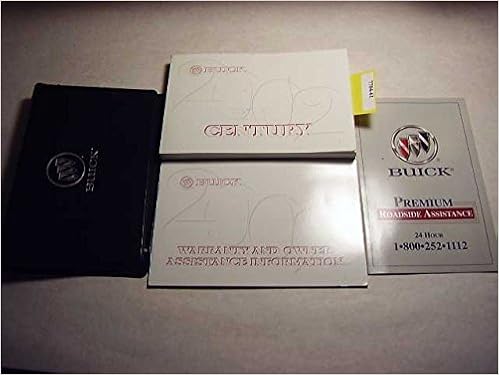 BUICK
BUICK
2002
CENTURY
BUICK
2002
WARRANTY AND OWNER
ASSISTANCE INFORMATION
BUICK
PREMIUM
ROADSIDE ASSISTANCE
24 HOUR
1•800•252•1112